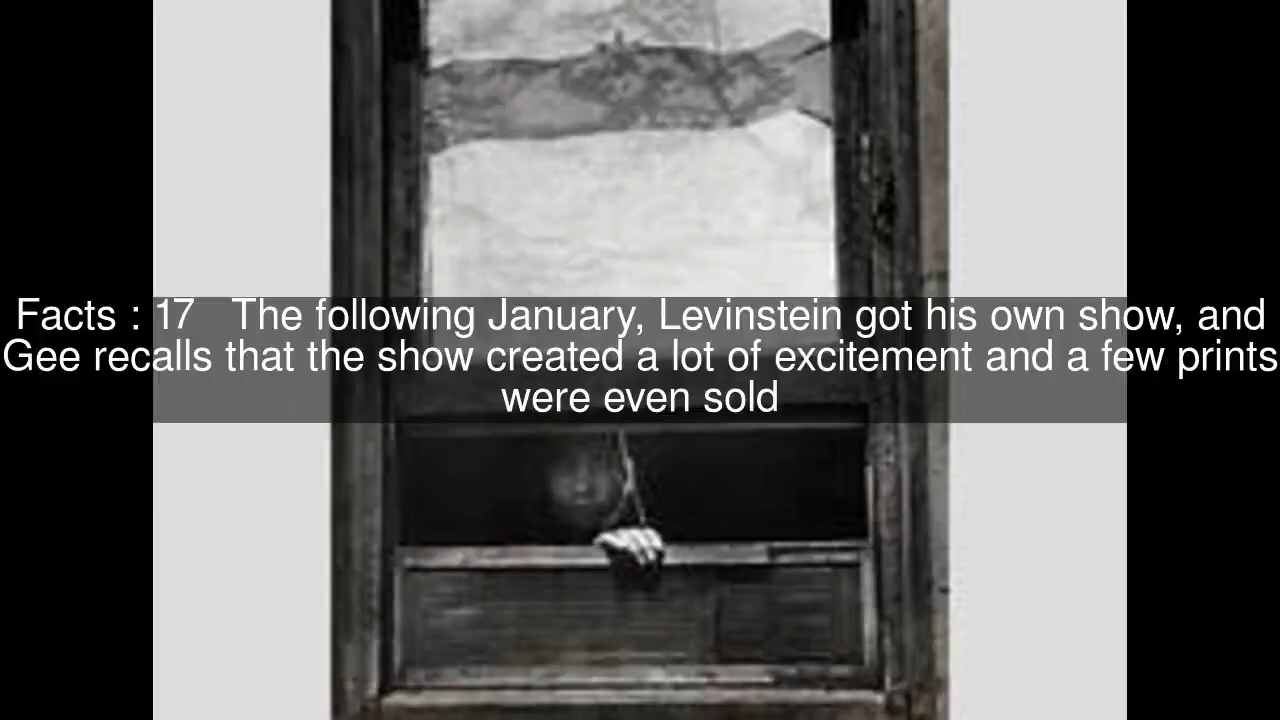 Facts : 17 The following January, Levinstein got his own show, and
Gee recalls that the show created a lot of excitement and a few prints
were even sold